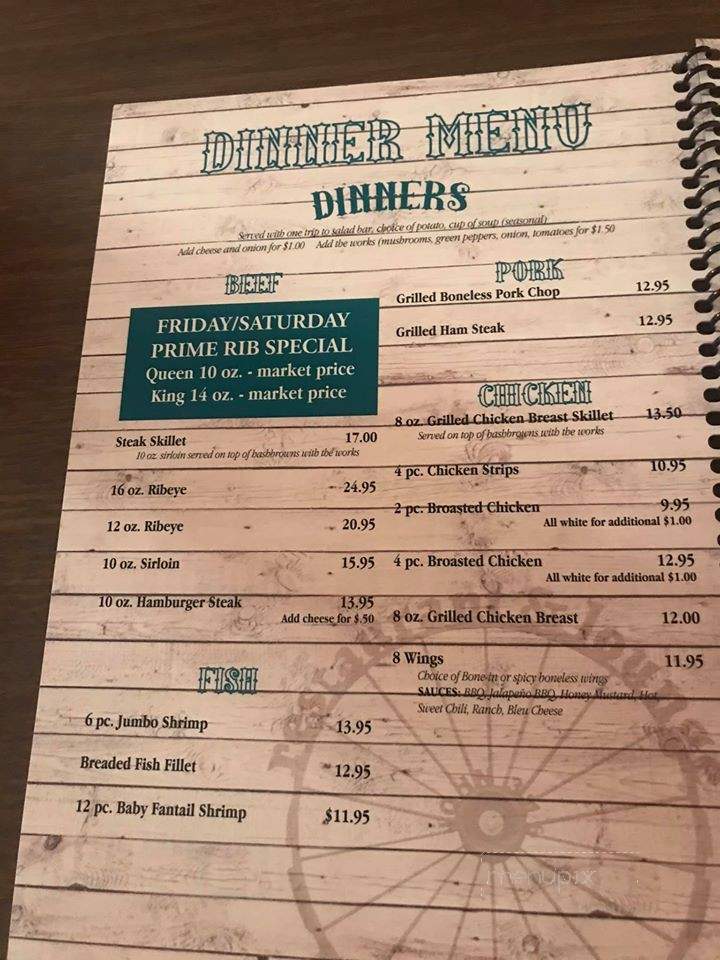 DINNER MENU
DINNERS
Served with one trip to salad bar, choice of potato, cup of soup (seasonal)
Add cheese and onion for $1.00 Add the works (mushrooms, green peppers, onion, tomatoes for $1.50
BEEF
FRIDAY/SATURDAY
PRIME RIB SPECIAL
Queen 10 oz. - market price
King 14 oz. - market price
Steak Skillet 17.00
10 oz. sirloin served on top of hashbrowns with the works
16 oz. Ribeye 24.95
12 oz. Ribeye 20.95
10 oz. Sirloin 15.95
10 oz. Hamburger Steak 13.95
Add cheese for $.50
FISH
6 pc. Jumbo Shrimp 13.95
Breaded Fish Fillet 12.95
12 pc. Baby Fantail Shrimp $11.95
PORK
Grilled Boneless Pork Chop 12.95
Grilled Ham Steak 12.95
CHICKEN
8 oz. Grilled Chicken Breast Skillet 13.50
Served on top of hashbrowns with the works
4 pc. Chicken Strips 10.95
2 pc. Broasted Chicken 9.95
All white for additional $1.00
4 pc. Broasted Chicken 12.95
All white for additional $1.00
8 oz. Grilled Chicken Breast 12.00
8 Wings 11.95
Choice of Bone-in or spicy boneless wings
SAUCES: BBQ, Jalapeño BBQ, Honey Mustard, Hot,
Sweet Chili, Ranch, Bleu Cheese
menupix